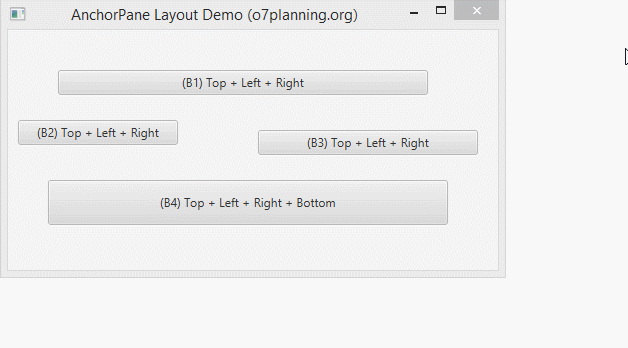 AnchorPane Layout Demo (o7planning.org)
(B1) Top + Left + Right
(B2) Top + Left + Right
(B3) Top + Left + Right
(B4) Top + Left + Right + Bottom